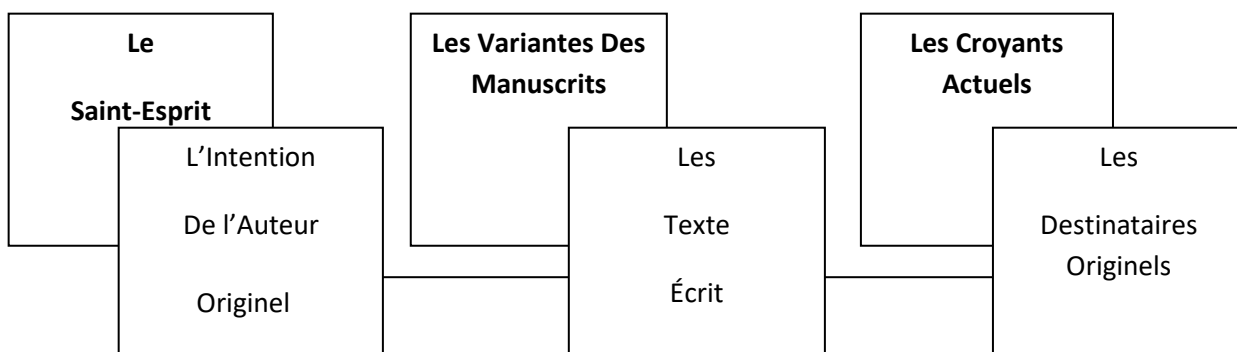 Le
Saint-Esprit
L’Intention
De l’Auteur
Originel
Les Variantes Des
Manuscrits
Les
Texte
Écrit
Les Croyants
Actuels
Les
Destinataires
Originels